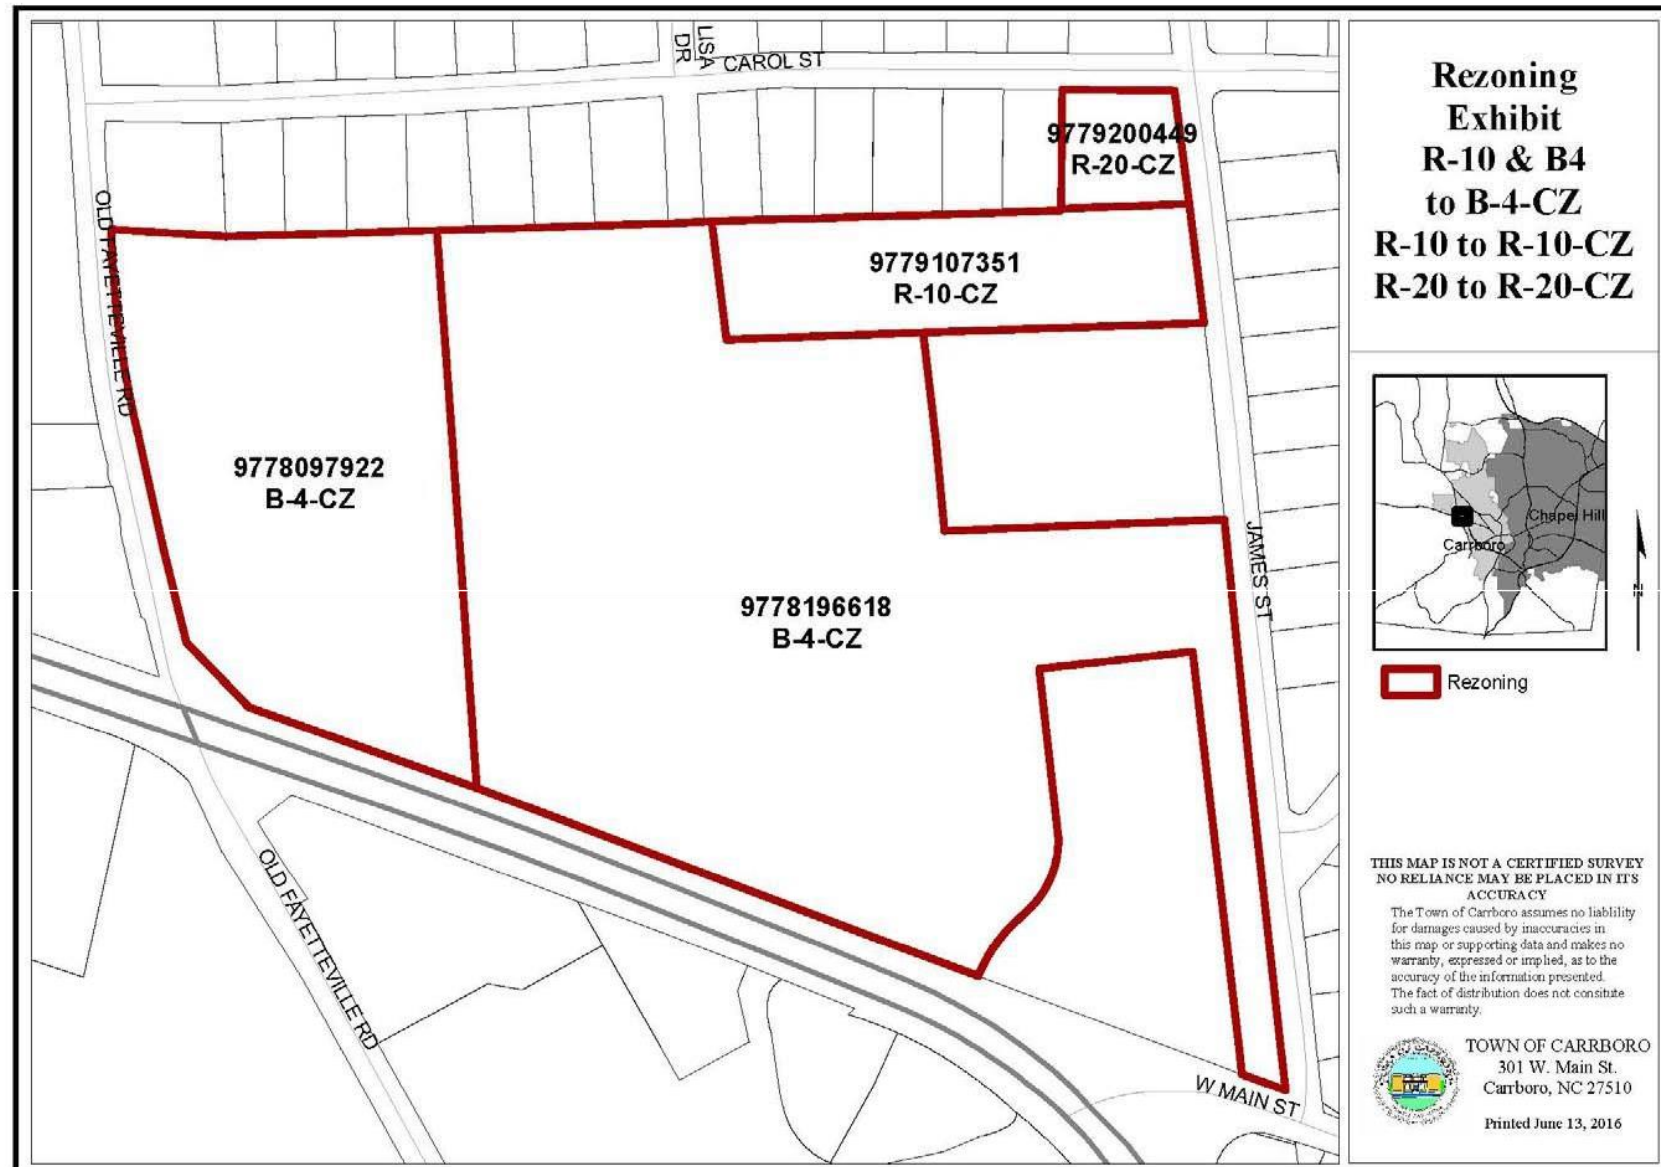 LISA
DR
CAROL ST
9779200449
R-20-CZ
OLD FAYETTEVILLE RD
9779107351
R-10-CZ
9778097922
B-4-CZ
JAMES ST
9778196618
B-4-CZ
OLD FAYETTEVILLE RD
W MAIN ST
Rezoning
Exhibit
R-10 & B4
to B-4-CZ
R-10 to R-10-CZ
R-20 to R-20-CZ
Chapel Hill
Carrboro
Rezoning
THIS MAP IS NOT A CERTIFIED SURVEY
NO RELIANCE MAY BE PLACED IN ITS
ACCURACY
The Town of Carrboro assumes no liablility
for damages caused by inaccuracies in
this map or supporting data and makes no
warranty, expressed or implied, as to the
accuracy of the information presented.
The fact of distribution does not consitute
such a warranty.
TOWN OF CARRBORO
301 W. Main St.
Carrboro, NC 27510
Printed June 13, 2016